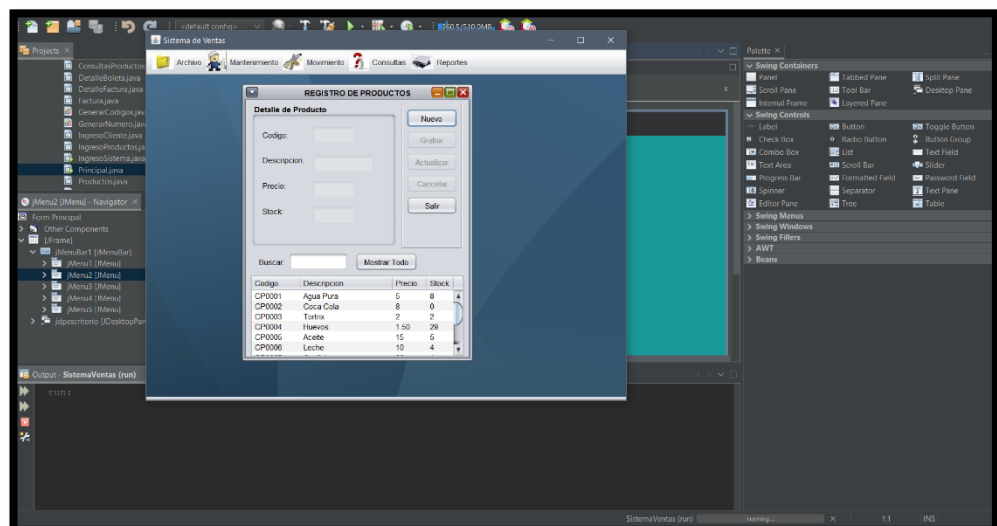 <default config>
760.5/530.0MB
Projects
ConsultasProductos
DetalleBoleta.java
DetalleFactura.java
Factura.java
GenerarCodigos.jav
GenerarNumero.jav
IngresoCliente.java
IngresoProductos.ja
IngresoSistema.java
Principal.java
Productos.java
jMenu2 [JMenu] - Navigator
Form Principal
Other Components
[JFrame]
jMenuBar1 [JMenuBar]
jMenu1 [JMenu]
jMenu2 [JMenu]
jMenu3 [JMenu]
jMenu4 [JMenu]
jMenu5 [JMenu]
jdpescritorio [JDesktopPan
Sistema de Ventas
Archivo Mantenimiento Movimiento Consultas Reportes
REGISTRO DE PRODUCTOS
Detalle de Producto
Codigo:
Descripcion:
Precio:
Stock:
Nuevo
Grabar
Actualizar
Cancelar
Salir
Buscar: Mostrar Todo
Codigo Descripcion Precio Stock
CP0001 Agua Pura 5 8
CP0002 Coca Cola 8 0
CP0003 Tortrix 2 2
CP0004 Huevos 1.50 29
CP0005 Aceite 15 5
CP0006 Leche 10 4
Palette
Swing Containers
Panel Tabbed Pane Split Pane
Scroll Pane Tool Bar Desktop Pane
Internal Frame Layered Pane
Swing Controls
Label Button Toggle Button
Check Box Radio Button Button Group
Combo Box List Text Field
Text Area Scroll Bar Slider
Progress Bar Formatted Field Password Field
Spinner Separator Text Pane
Editor Pane Tree Table
Swing Menus
Swing Windows
Swing Fillers
AWT
Beans
Output - SistemaVentas (run)
run:
SistemaVentas (run) running... 1:1 INS